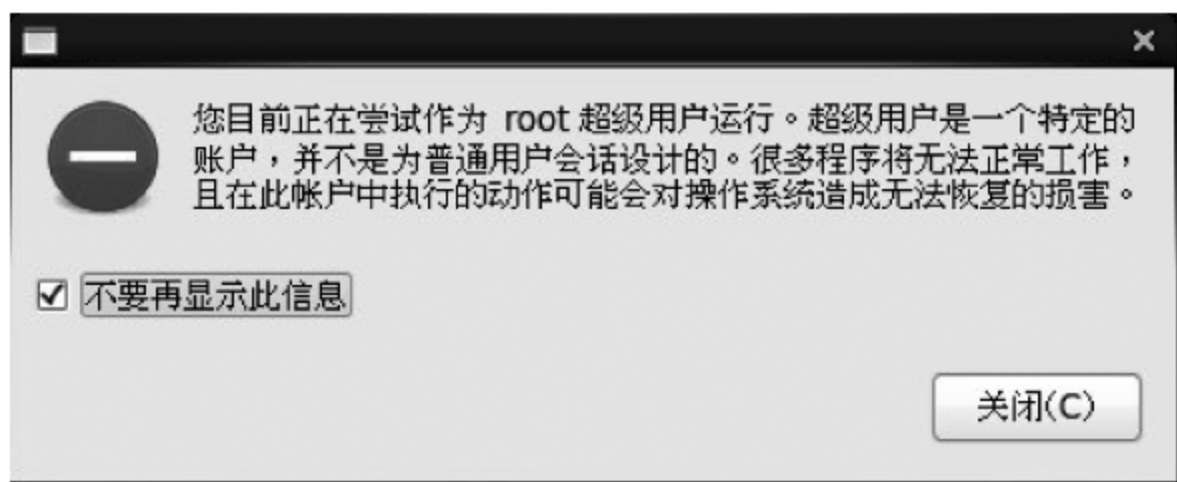 您目前正在尝试作为 root 超级用户运行。超级用户是一个特定的
账户，并不是为普通用户会话设计的。很多程序将无法正常工作，
且在此帐户中执行的动作可能会对操作系统造成无法恢复的损害。
不要再显示此信息
关闭(C)